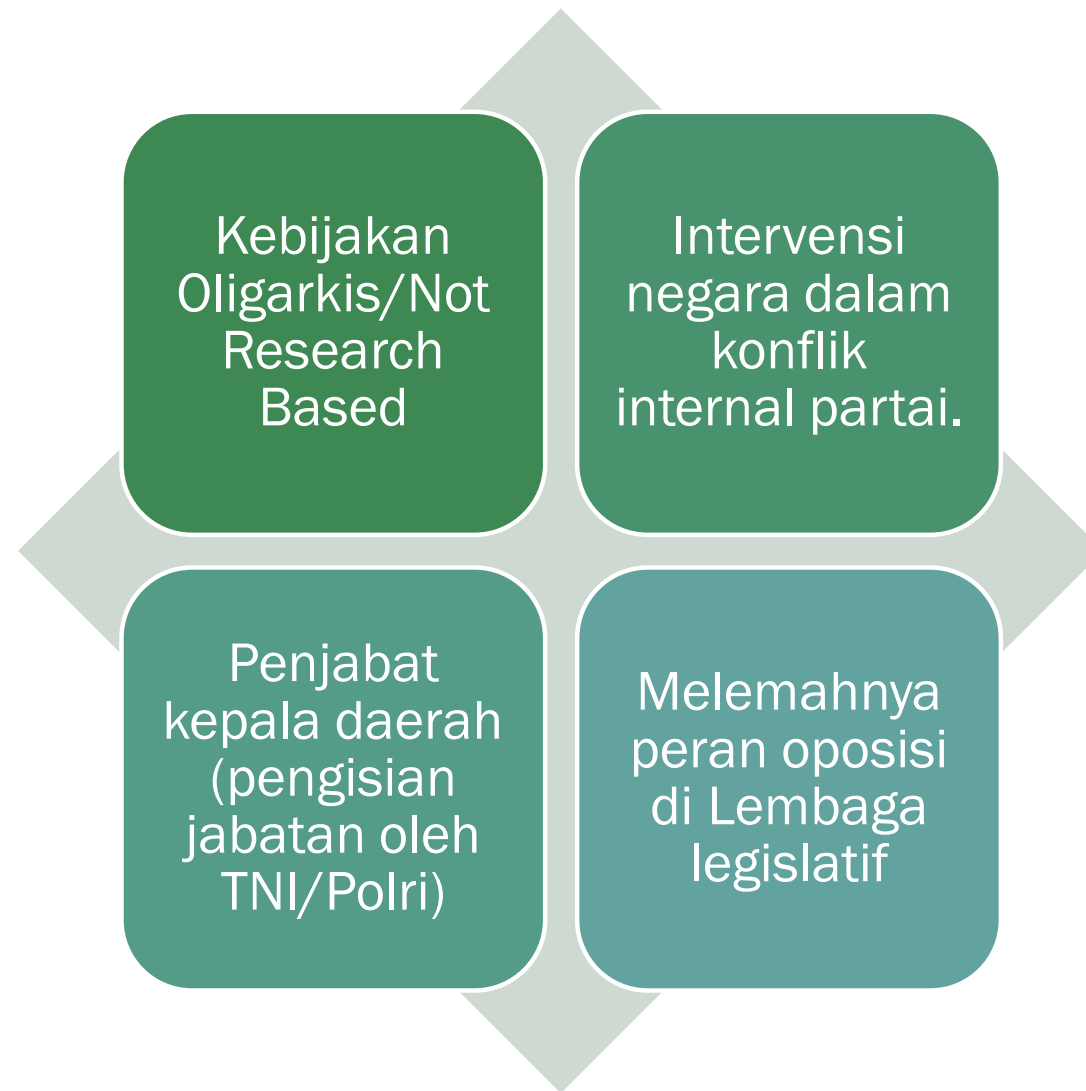 Kebijakan
Oligarkis/Not
Research
Based
Intervensi
negara dalam
konflik
internal partai.
Penjabat
kepala daerah
(pengisian
jabatan oleh
TNI/Polri)
Melemahnya
peran oposisi
di Lembaga
legislatif